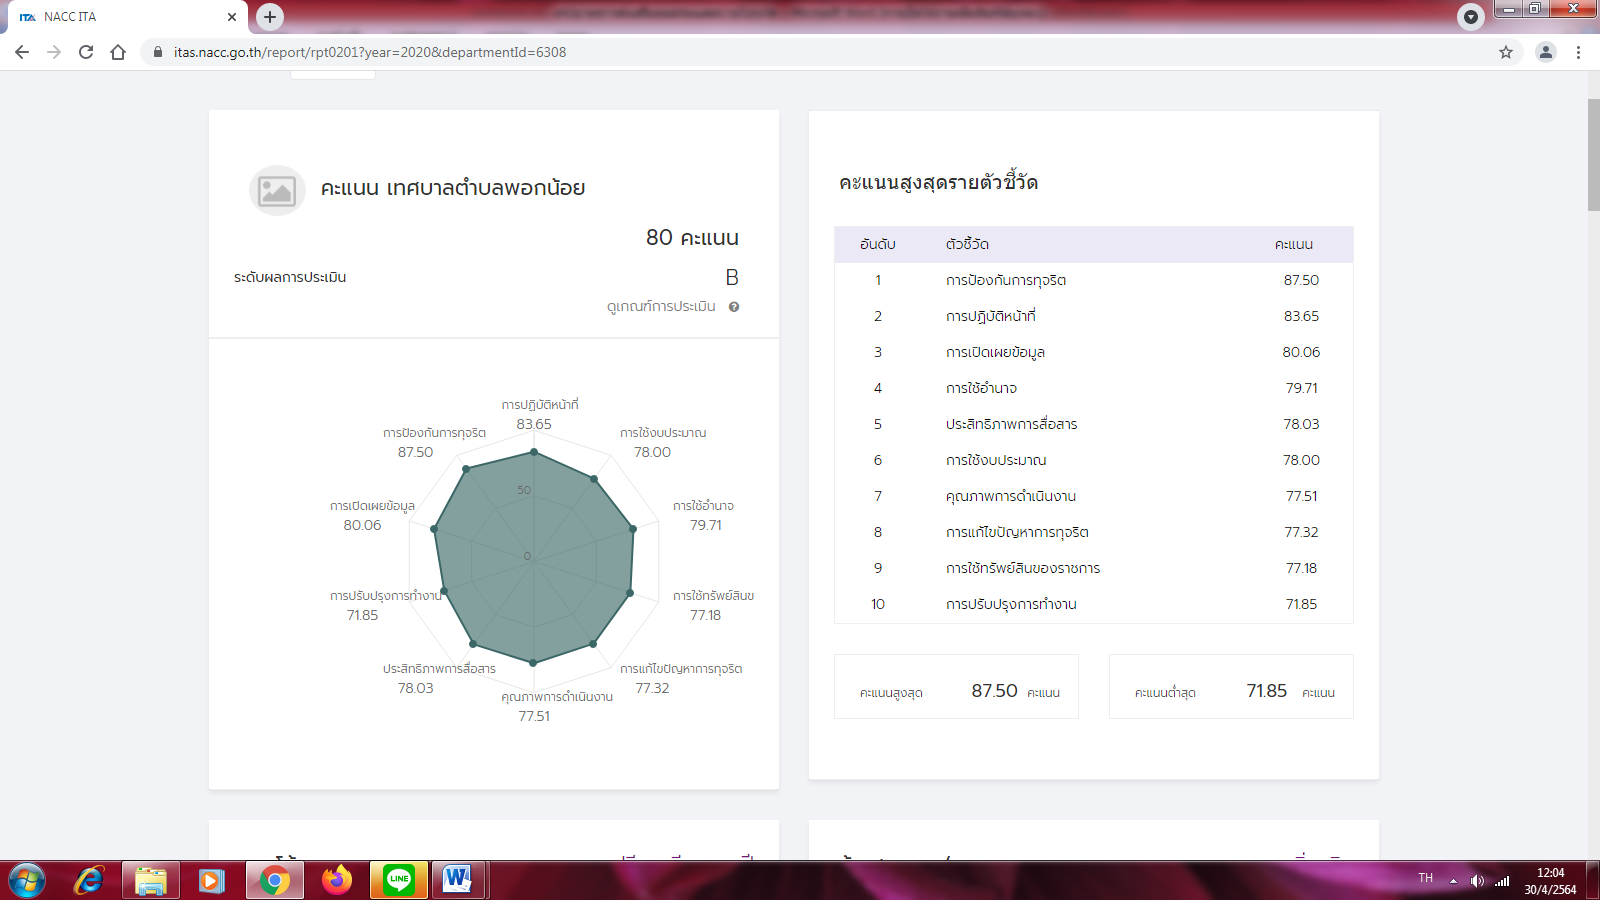 NACC ITA
itas.nacc.go.th/report/rpt0201?year=2020&departmentId=6308
คะแนน เทศบาลตำบลพอกน้อย
80 คะแนน
ระดับผลการประเมิน
B
ดูเกณฑ์การประเมิน
การปฏิบัติหน้าที่
83.65
การป้องกันการทุจริต
87.50
การใช้งบประมาณ
78.00
50
การเปิดเผยข้อมูล
80.06
การใช้อำนาจ
79.71
0
การปรับปรุงการทำงาน
71.85
การใช้ทรัพย์สินข
77.18
ประสิทธิภาพการสื่อสาร
78.03
การแก้ไขปัญหาการทุจริต
77.32
คุณภาพการดำเนินงาน
77.51
คะแนนสูงสุดรายตัวชี้วัด
อันดับ ตัวชี้วัด คะแนน
1 การป้องกันการทุจริต 87.50
2 การปฏิบัติหน้าที่ 83.65
3 การเปิดเผยข้อมูล 80.06
4 การใช้อำนาจ 79.71
5 ประสิทธิภาพการสื่อสาร 78.03
6 การใช้งบประมาณ 78.00
7 คุณภาพการดำเนินงาน 77.51
8 การแก้ไขปัญหาการทุจริต 77.32
9 การใช้ทรัพย์สินของราชการ 77.18
10 การปรับปรุงการทำงาน 71.85
คะแนนสูงสุด 87.50 คะแนน
คะแนนต่ำสุด 71.85 คะแนน
LINE
TH
12:04
30/4/2564